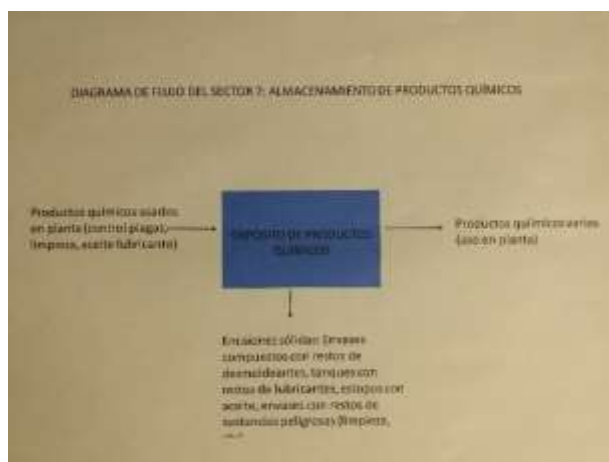 DIAGRAMA DE FLUJO DEL SECTOR 7: ALMACENAMIENTO DE PRODUCTOS QUÍMICOS
Productos químicos usados
en planta (control plagas,
limpieza, aceite lubricante)
DEPÓSITO DE PRODUCTOS
QUÍMICOS
Productos químicos varios
(uso en planta)
Emisiones sólidas: Envases
compuestos con restos de
desmoldeantes, tanques con
restos de lubricantes, estopas con
aceite, envases con restos de
sustancias peligrosas (limpieza,